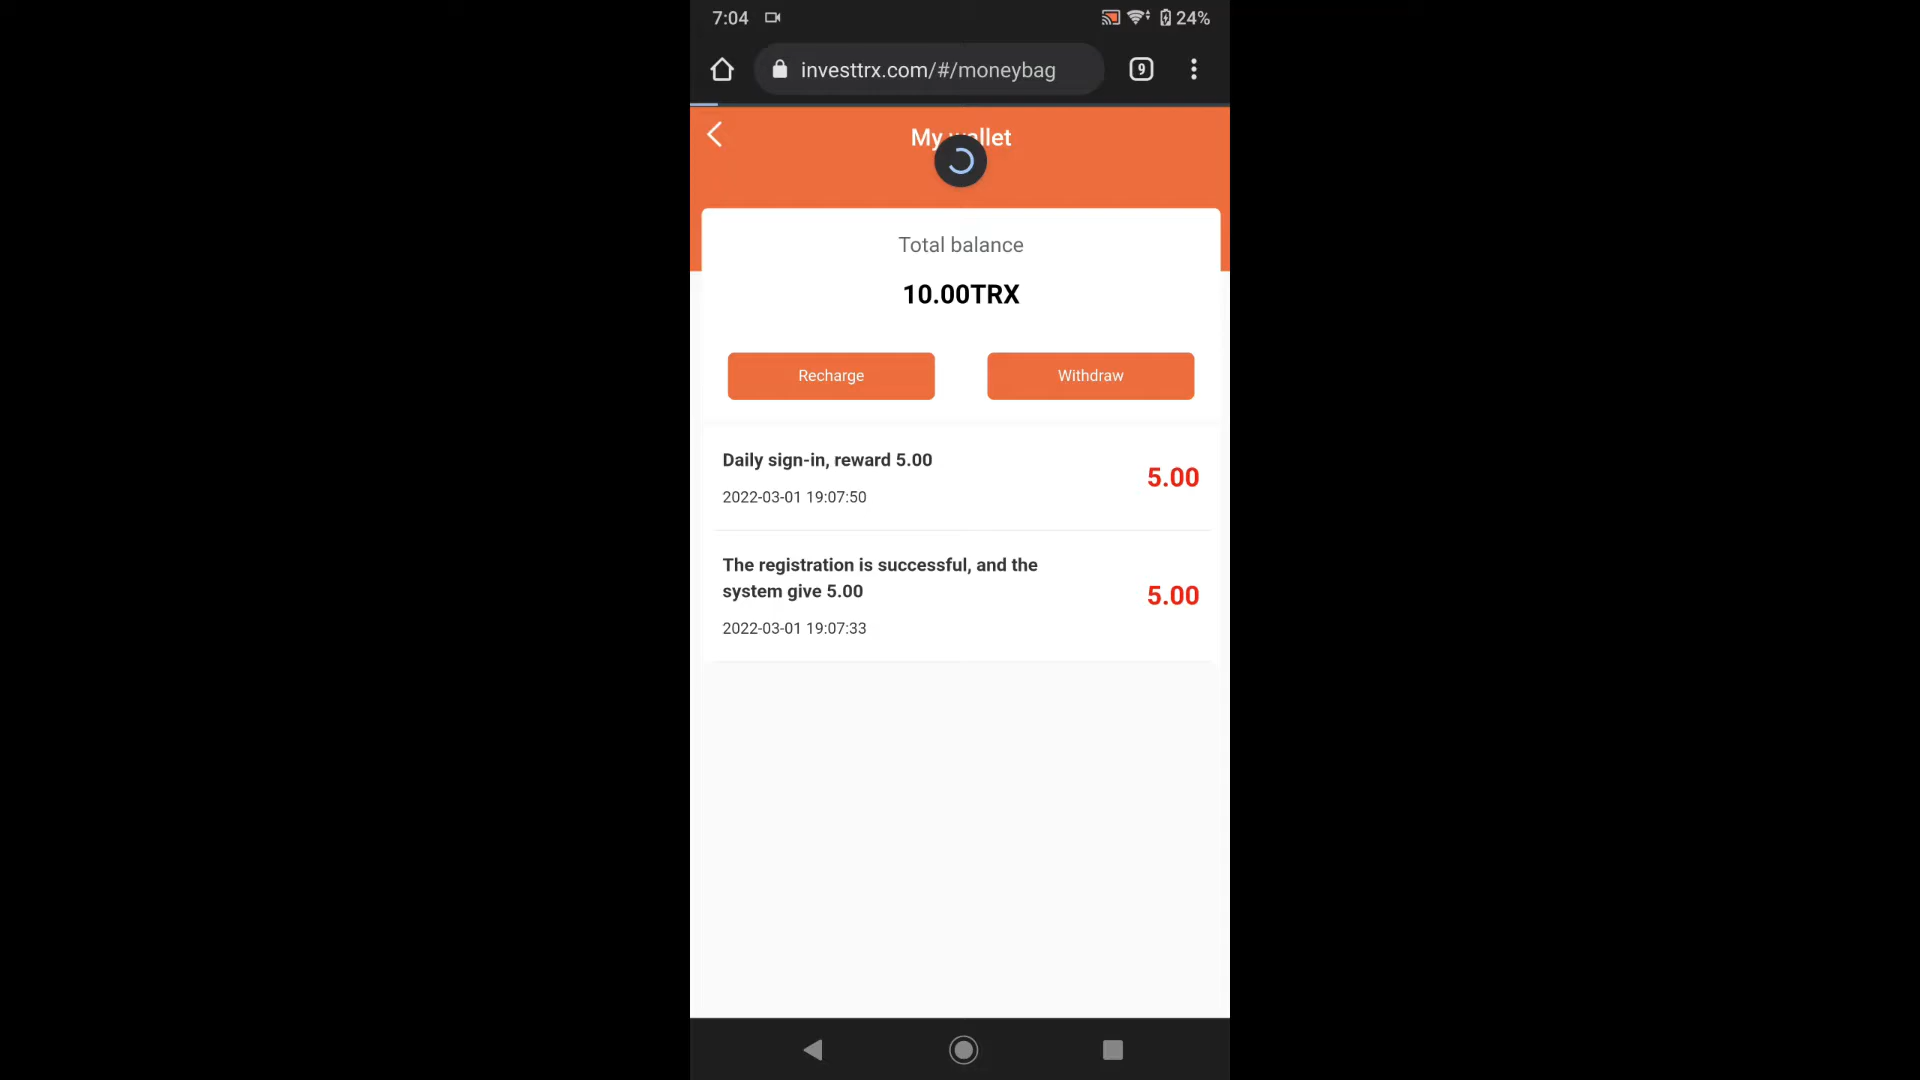 7:04
24%
investtrx.com/#/moneybag
9
My
Total balance
10.00TRX
Recharge
Withdraw
Daily sign-in, reward 5.00
5.00
2022-03-01 19:07:50
The registration is successful, and the
system give 5.00
5.00
2022-03-01 19:07:33